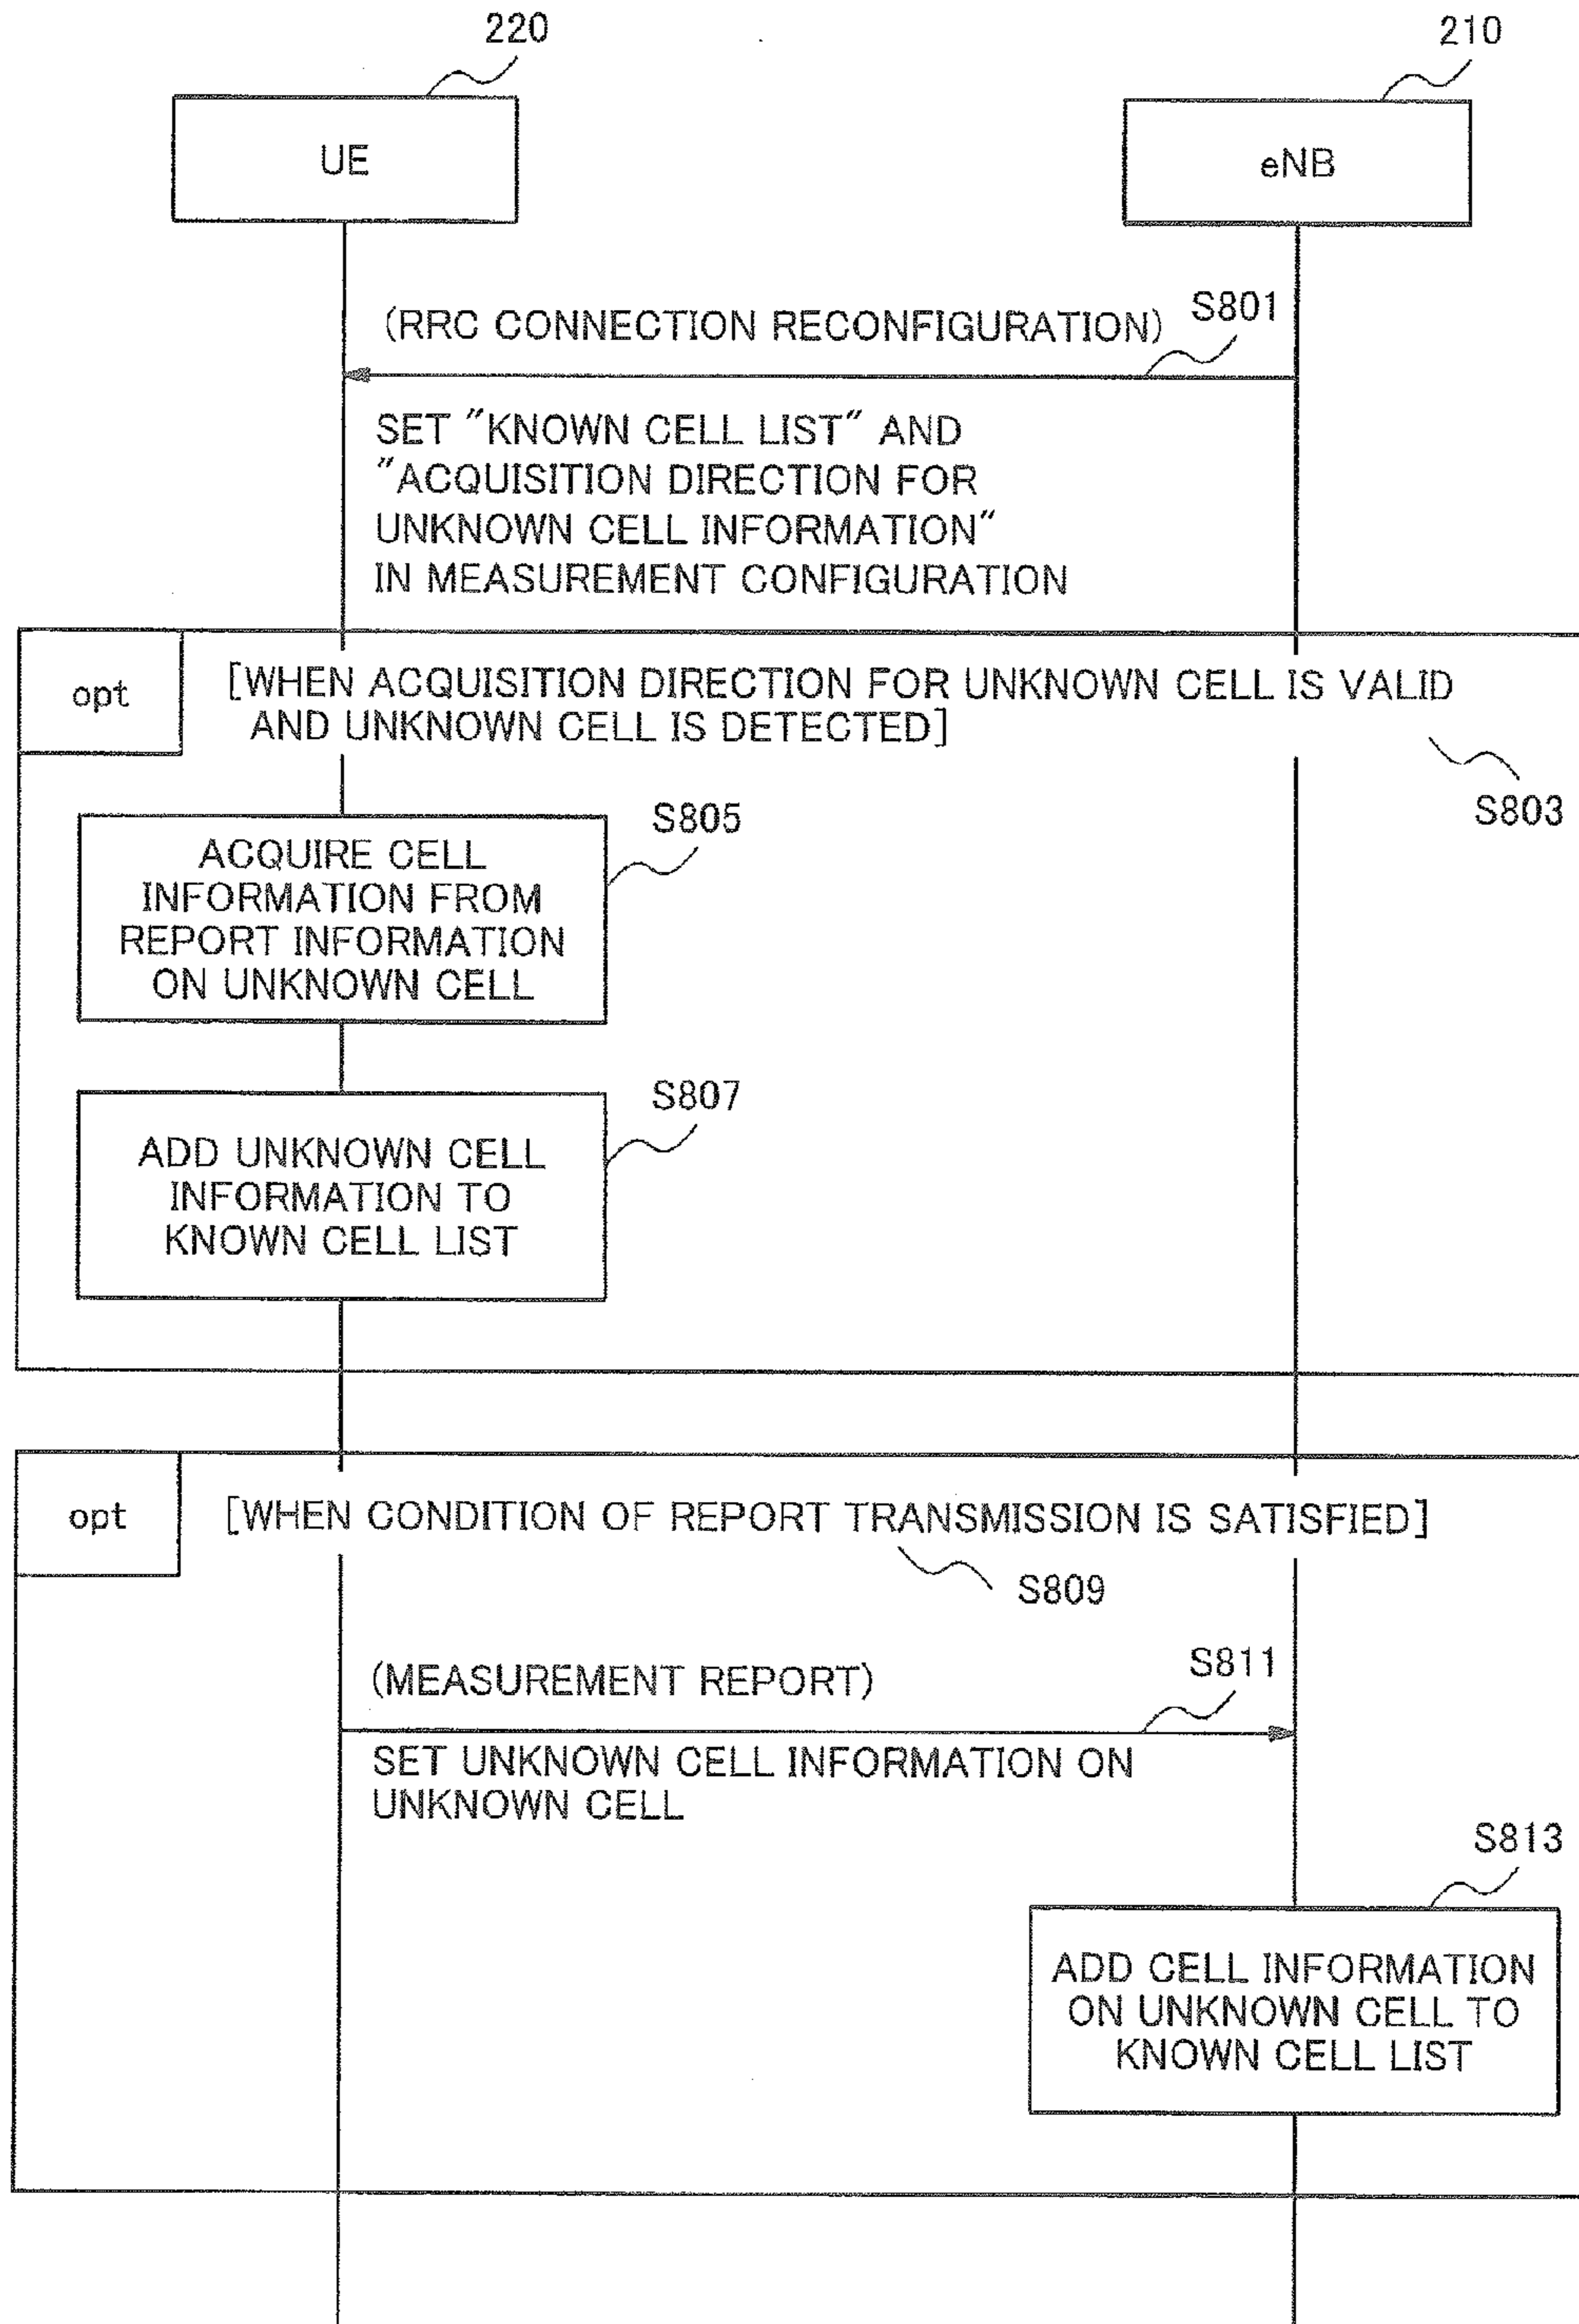 220
210
UE
eNB
(RRC CONNECTION RECONFIGURATION)
S801
SET "KNOWN CELL LIST" AND
"ACQUISITION DIRECTION FOR
UNKNOWN CELL INFORMATION"
IN MEASUREMENT CONFIGURATION
opt
[WHEN ACQUISITION DIRECTION FOR UNKNOWN CELL IS VALID
AND UNKNOWN CELL IS DETECTED]
S803
S805
ACQUIRE CELL
INFORMATION FROM
REPORT INFORMATION
ON UNKNOWN CELL
S807
ADD UNKNOWN CELL
INFORMATION TO
KNOWN CELL LIST
opt
[WHEN CONDITION OF REPORT TRANSMISSION IS SATISFIED]
S809
(MEASUREMENT REPORT)
S811
SET UNKNOWN CELL INFORMATION ON
UNKNOWN CELL
S813
ADD CELL INFORMATION
ON UNKNOWN CELL TO
KNOWN CELL LIST